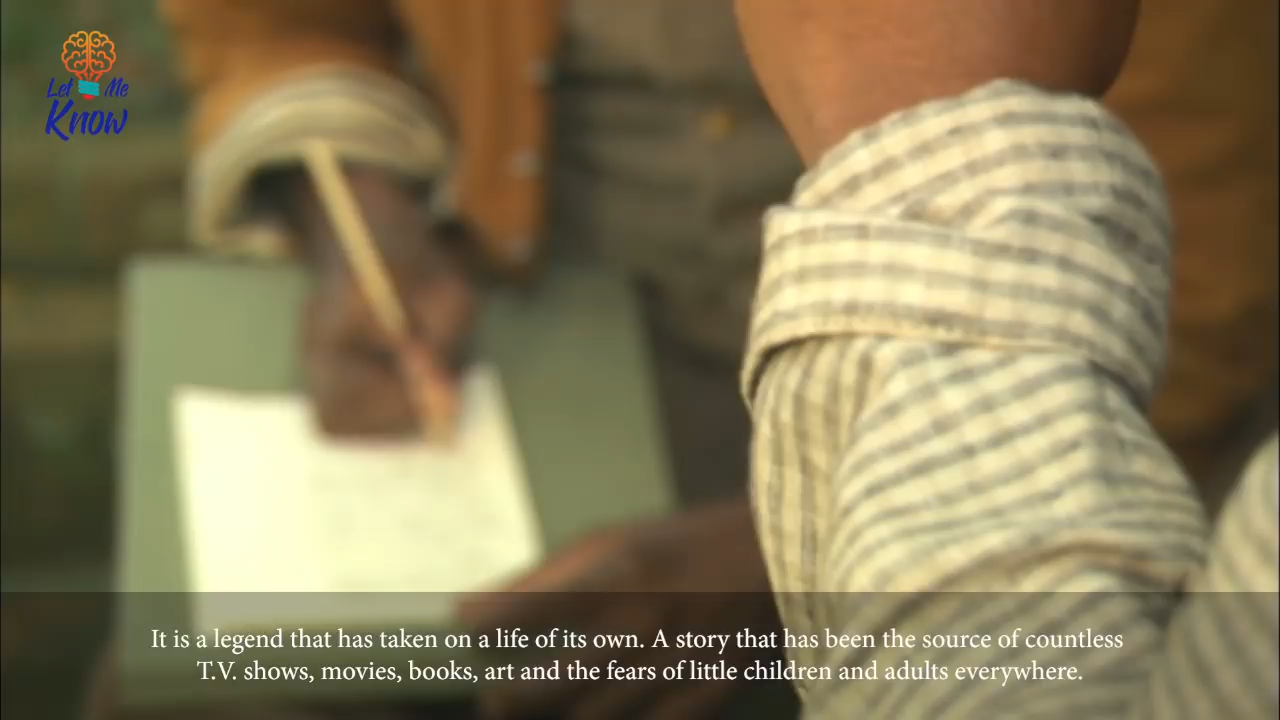 Let Me
Know
It is a legend that has taken on a life of its own. A story that has been the source of countless
T.V. shows, movies, books, art and the fears of little children and adults everywhere.